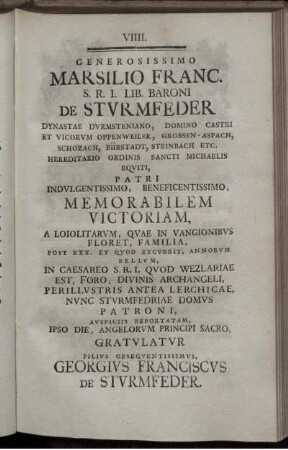 VIIII.
GENEROSISSIMO
MARSILIO FRANC.
S. R. I. LIB. BARONI
DE STVRMFEDER
DYNASTAE DVRMSTENIANO, DOMINO CASTRI
ET VICORVM OPPENWEILER, GROSSEN-ASPACH,
SCHOZACH, BÜRSTADT, STEINBACH ETC.
HEREDITARIO ORDINIS SANCTI MICHAELIS
EQVITI,
PATRI
INDVLGENTISSIMO, BENEFICENTISSIMO,
MEMORABILEM
VICTORIAM,
A LOIOLITARVM, QVAE IN VANGIONIBVS
FLORET, FAMILIA,
POST XXX. ET QVOD EXCVRRIT, ANNORVM
BELLVM,
IN CAESAREO S. R. I. QVOD WEZLARIAE
EST, FORO, DIVINIS ARCHANGELI,
PERILLVSTRIS ANTEA LERCHICAE,
NVNC STVRMFEDRIAE DOMVS
PATRONI,
AVSPICIIS REPORTATAM,
IPSO DIE, ANGELORVM PRINCIPI SACRO,
GRATVLATVR
FILIVS OBSEQVENTISSIMVS,
GEORGIVS FRANCISCVS
DE STVRMFEDER.